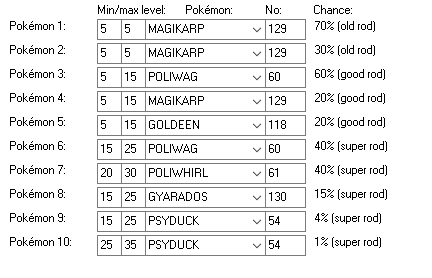 Min/max level: Pokémon: No: Chance:
Pokémon 1: 5 5 MAGIKARP 129 70% (old rod)
Pokémon 2: 5 5 MAGIKARP 129 30% (old rod)
Pokémon 3: 5 15 POLIWAG 60 60% (good rod)
Pokémon 4: 5 15 MAGIKARP 129 20% (good rod)
Pokémon 5: 5 15 GOLDEEN 118 20% (good rod)
Pokémon 6: 15 25 POLIWAG 60 40% (super rod)
Pokémon 7: 20 30 POLIWHIRL 61 40% (super rod)
Pokémon 8: 15 25 GYARADOS 130 15% (super rod)
Pokémon 9: 15 25 PSYDUCK 54 4% (super rod)
Pokémon 10: 25 35 PSYDUCK 54 1% (super rod)